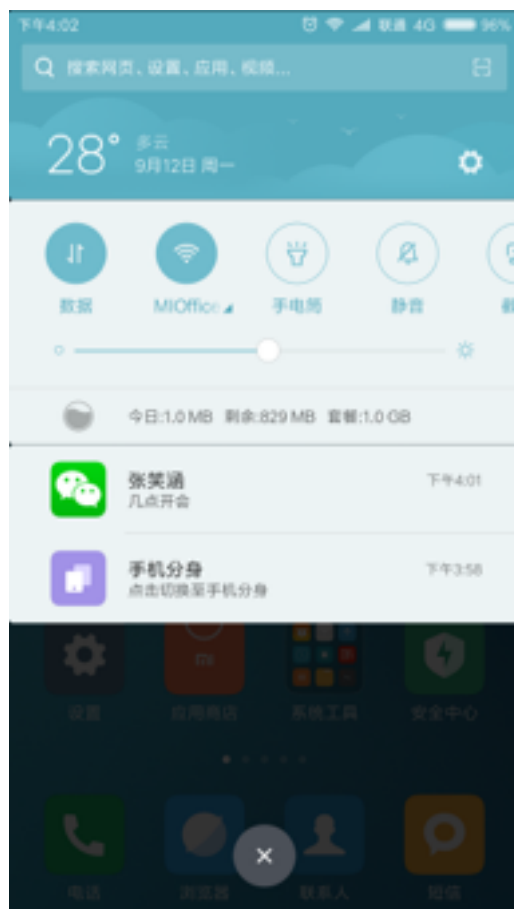 下午4:02 联通 4G 96%
搜索网页、设置、应用、视频...
28° 多云
9月12日 周一
数据 MIOffice 手电筒 静音
今日:1.0 MB 剩余:829 MB 套餐:1.0 GB
张笑涵 下午4:01
几点开会
手机分身 下午3:58
点击切换至手机分身
设置 应用商店 系统工具 安全中心
电话 浏览器 联系人 短信